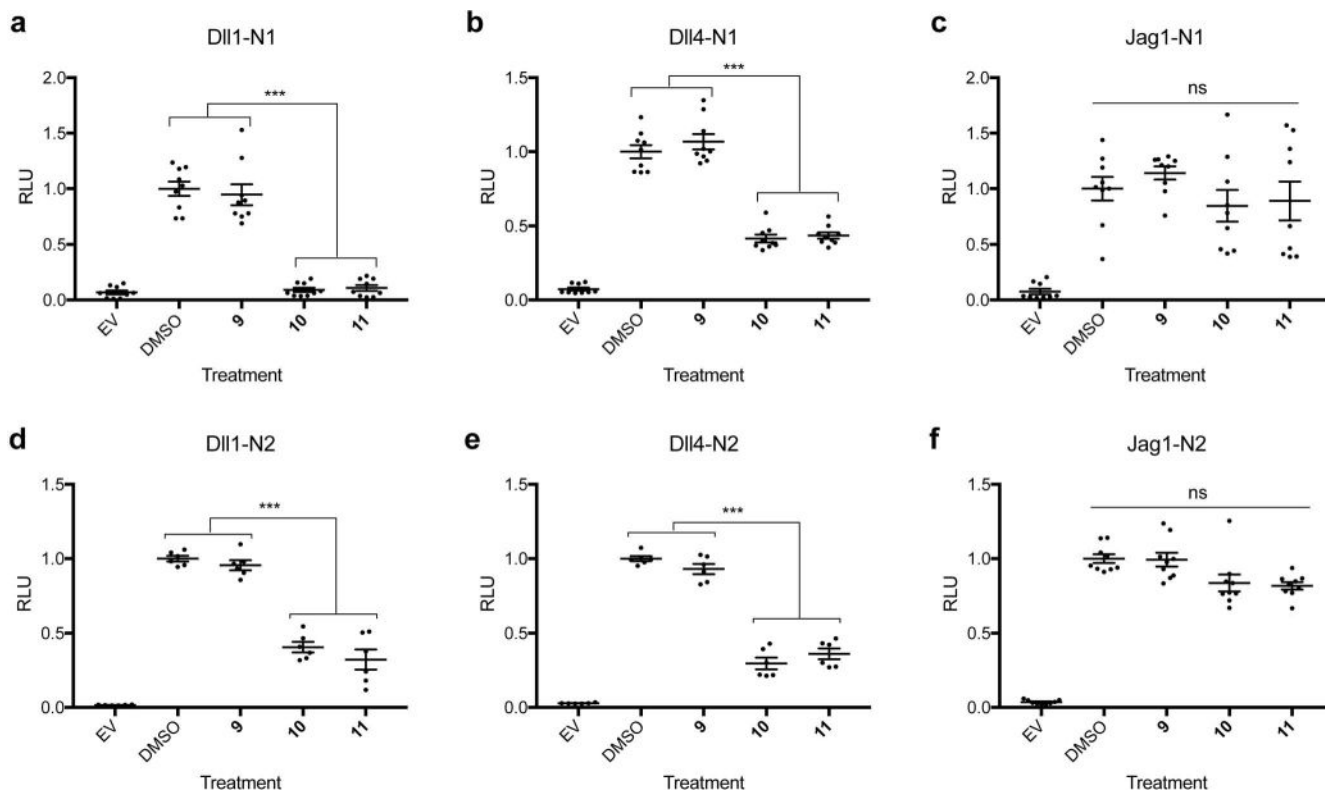 a
Dll1-N1
RLU
2.0
1.5
1.0
0.5
0.0
***
EV
DMSO
9
10
11
Treatment
b
Dll4-N1
RLU
1.5
1.0
0.5
0.0
***
EV
DMSO
9
10
11
Treatment
c
Jag1-N1
RLU
2.0
1.5
1.0
0.5
0.0
ns
EV
DMSO
9
10
11
Treatment
d
Dll1-N2
RLU
1.5
1.0
0.5
0.0
***
EV
DMSO
9
10
11
Treatment
e
Dll4-N2
RLU
1.5
1.0
0.5
0.0
***
EV
DMSO
9
10
11
Treatment
f
Jag1-N2
RLU
1.5
1.0
0.5
0.0
ns
EV
DMSO
9
10
11
Treatment